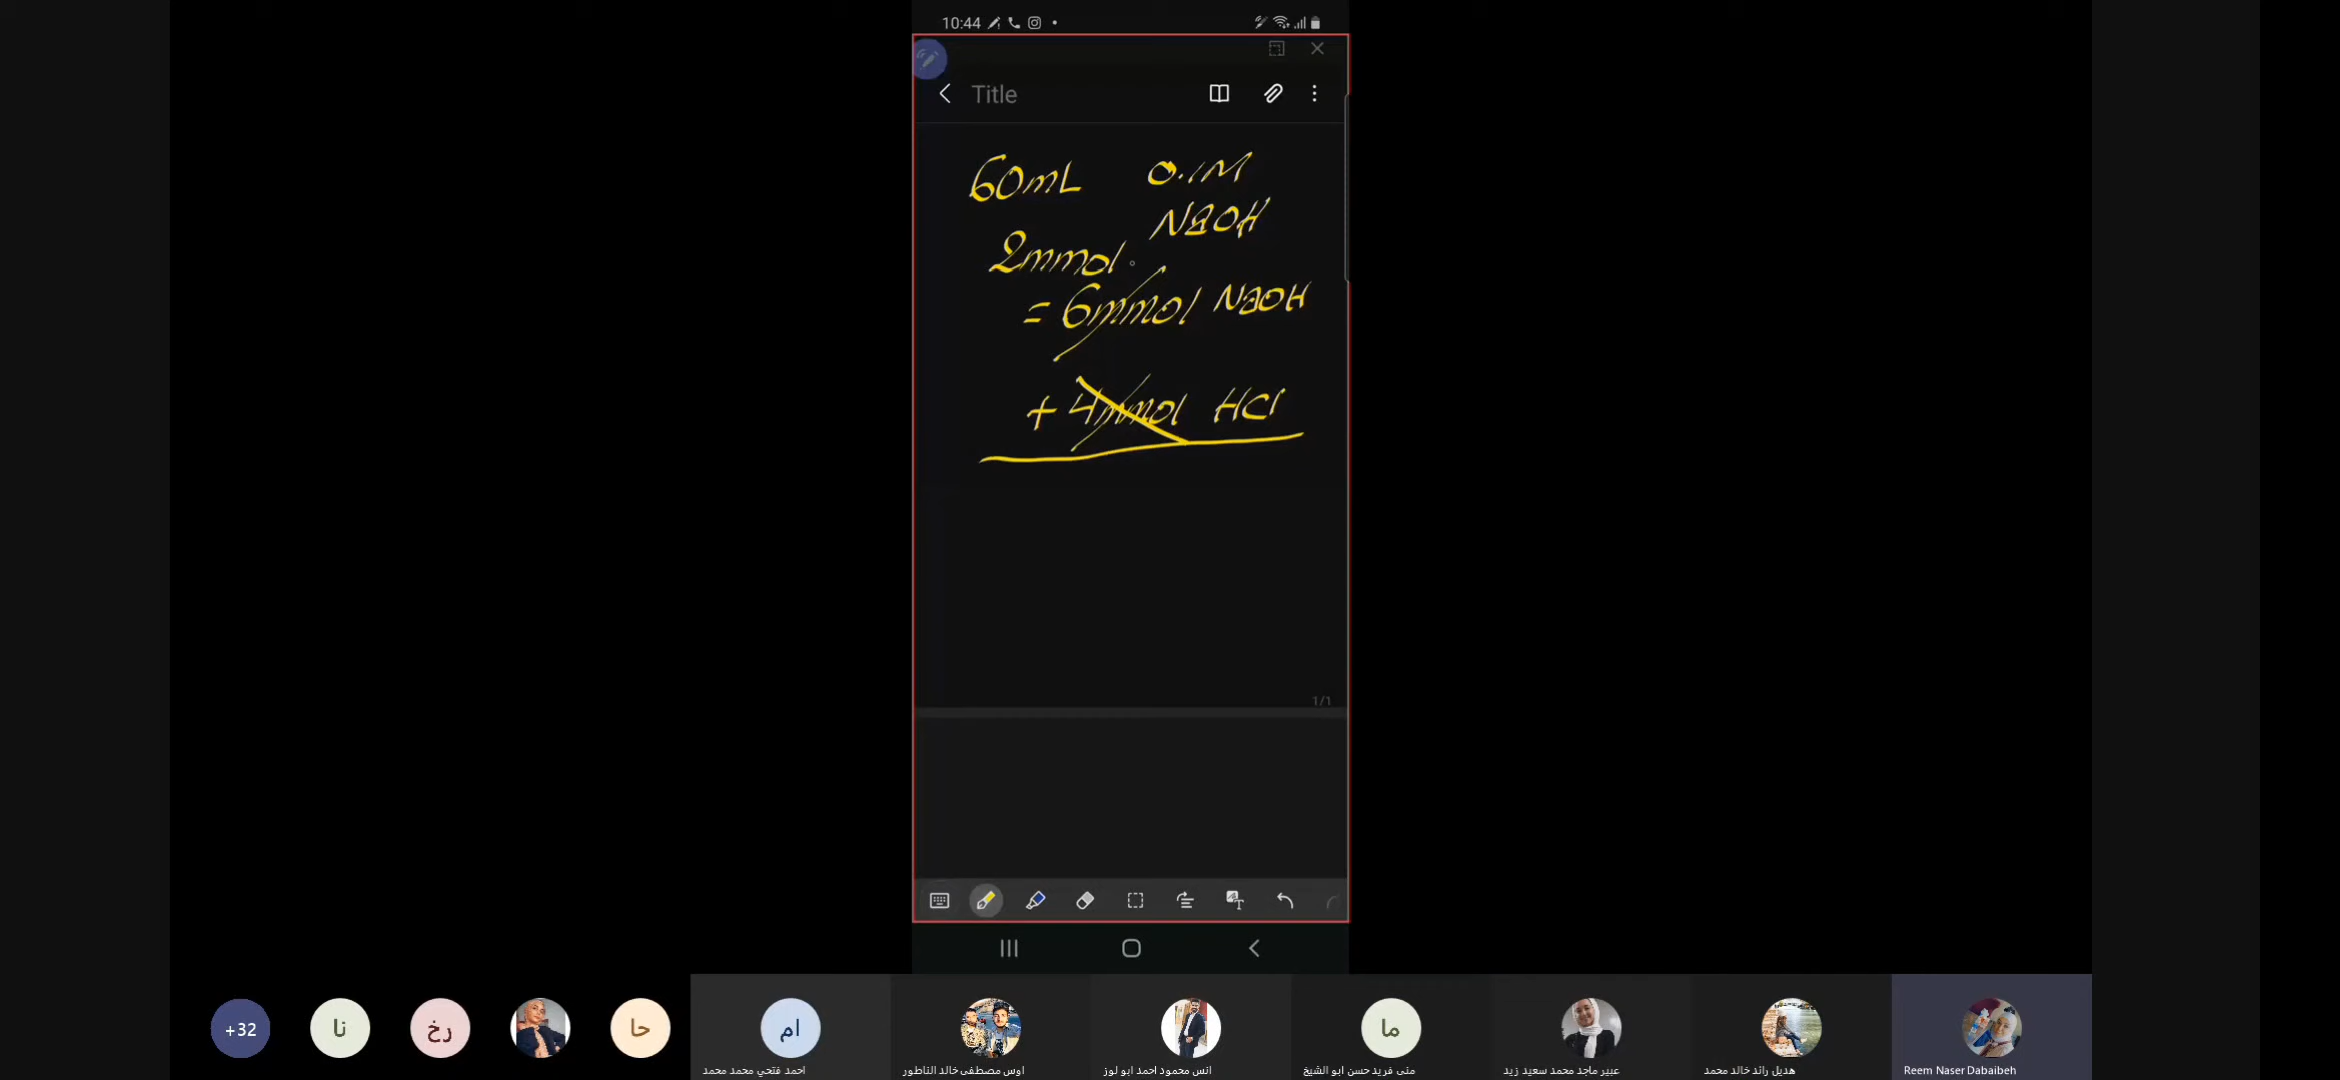 10:44
Title
60mL 0.1M
NaOH
2mmol
= 6mmol NaOH
+ 4mmol HCl
1/1
+32
نا
رخ
حا
ام
ما
احمد فتحي محمد محمد
اوس مصطفى خالد الناطور
انس محمود احمد ابو لوز
منى فريد حسن ابو الشيخ
عبير ماجد محمد سعيد زيد
هديل رائد خالد محمد
Reem Naser Dabaibeh